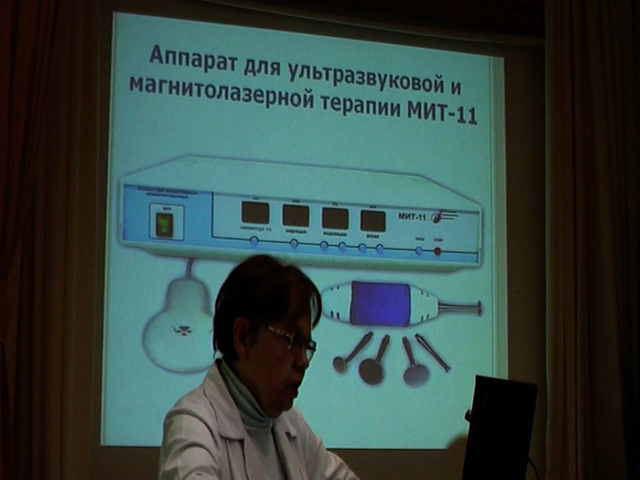 Аппарат для ультразвуковой и
магнитолазерной терапии МИТ-11
МИТ-11